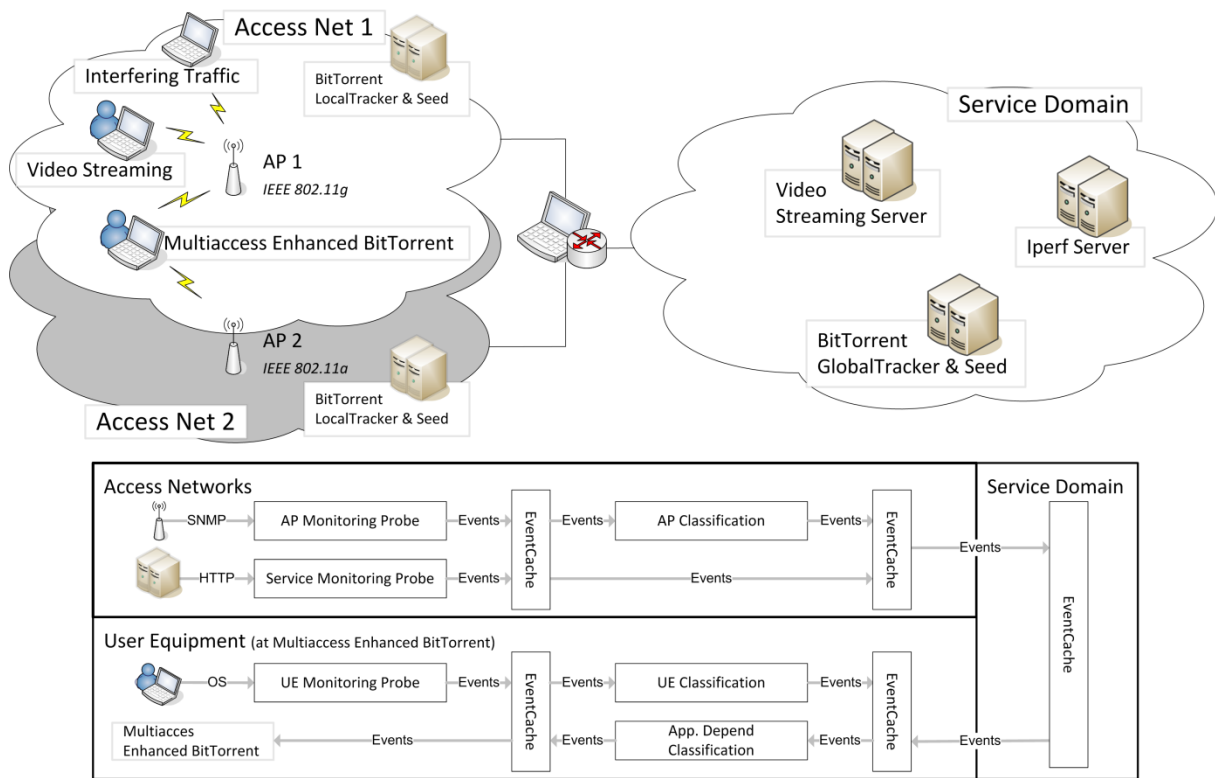 Access Net 1
Interfering Traffic
BitTorrent
LocalTracker & Seed
Video Streaming
AP 1
IEEE 802.11g
Multiaccess Enhanced BitTorrent
AP 2
IEEE 802.11a
BitTorrent
LocalTracker & Seed
Access Net 2
Service Domain
Video
Streaming Server
Iperf Server
BitTorrent
GlobalTracker & Seed
Access Networks
SNMP
AP Monitoring Probe
Events
EventCache
Events
AP Classification
Events
EventCache
HTTP
Service Monitoring Probe
Events
Events
Events
Service Domain
EventCache
User Equipment (at Multiaccess Enhanced BitTorrent)
OS
UE Monitoring Probe
Events
EventCache
Events
UE Classification
Events
EventCache
Multiacces
Enhanced BitTorrent
Events
Events
App. Depend
Classification
Events
Events